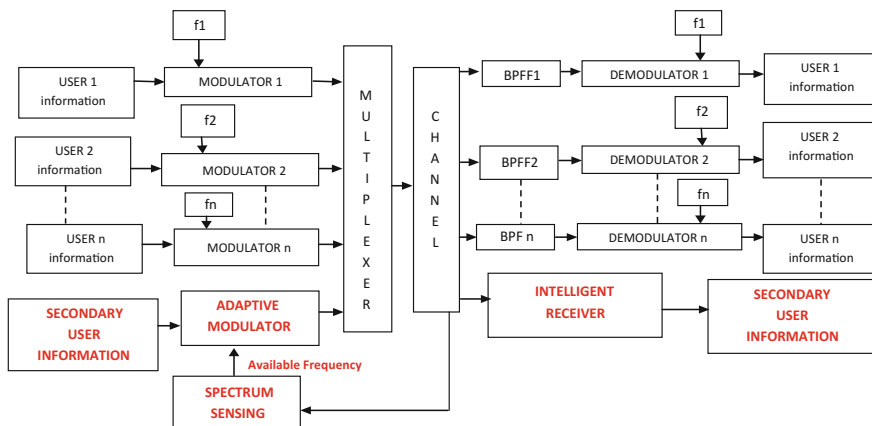 f1
USER 1
information
MODULATOR 1
f2
USER 2
information
MODULATOR 2
fn
USER n
information
MODULATOR n
SECONDARY
USER
INFORMATION
ADAPTIVE
MODULATOR
Available Frequency
SPECTRUM
SENSING
MULTIPLEXER
CHANNEL
f1
BPFF1
DEMODULATOR 1
USER 1
information
f2
BPFF2
DEMODULATOR 2
USER 2
information
fn
BPF n
DEMODULATOR n
USER n
information
INTELLIGENT
RECEIVER
SECONDARY
USER
INFORMATION